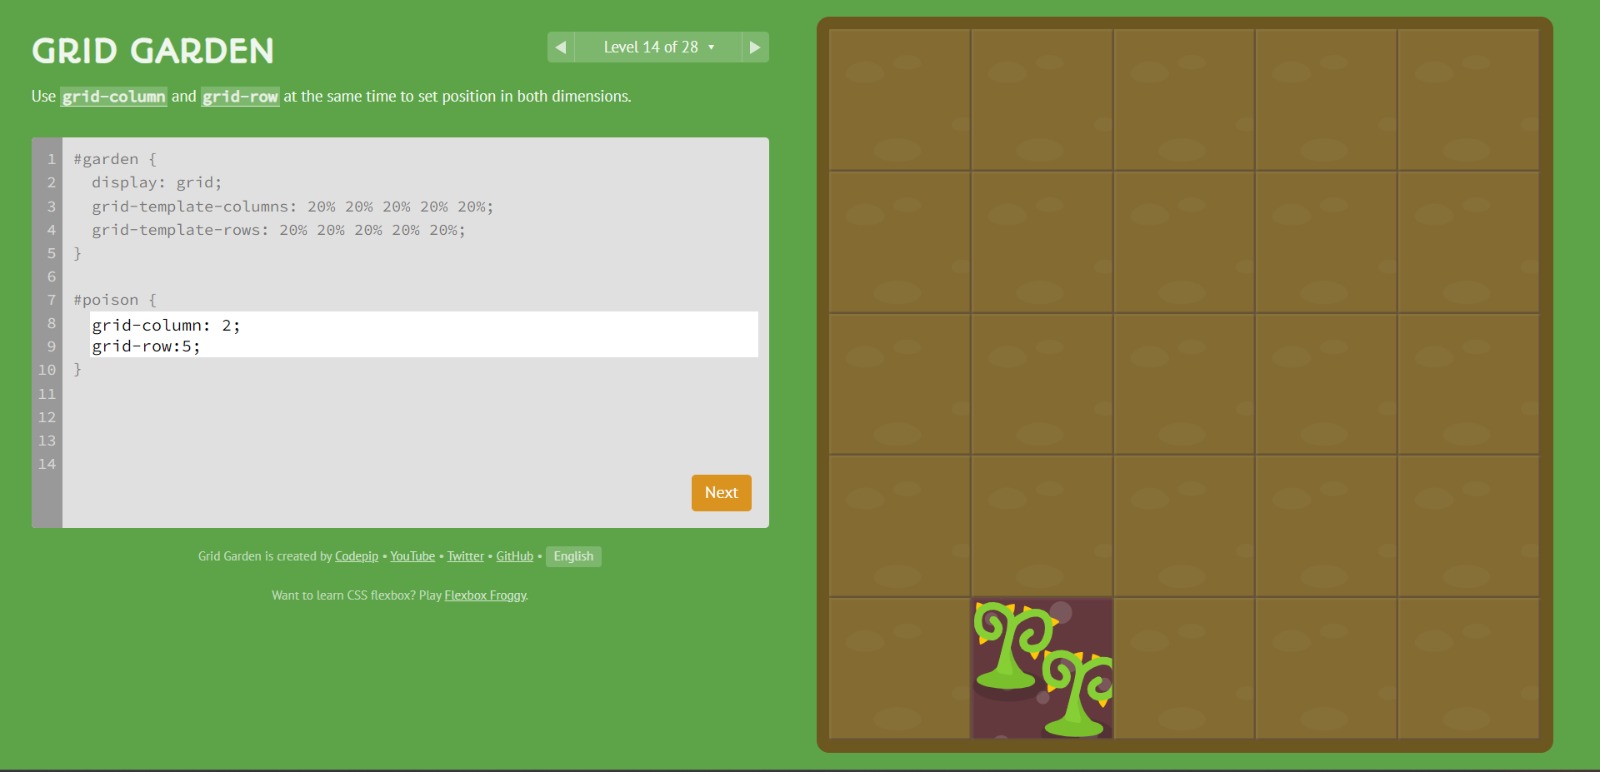 GRID GARDEN
◀ Level 14 of 28 ▾ ▶
Use grid-column and grid-row at the same time to set position in both dimensions.
1 #garden {
2 display: grid;
3 grid-template-columns: 20% 20% 20% 20% 20%;
4 grid-template-rows: 20% 20% 20% 20% 20%;
5 }
6
7 #poison {
8 grid-column: 2;
9 grid-row:5;
10 }
11
12
13
14
Next
Grid Garden is created by Codepip • YouTube • Twitter • GitHub • English
Want to learn CSS flexbox? Play Flexbox Froggy.